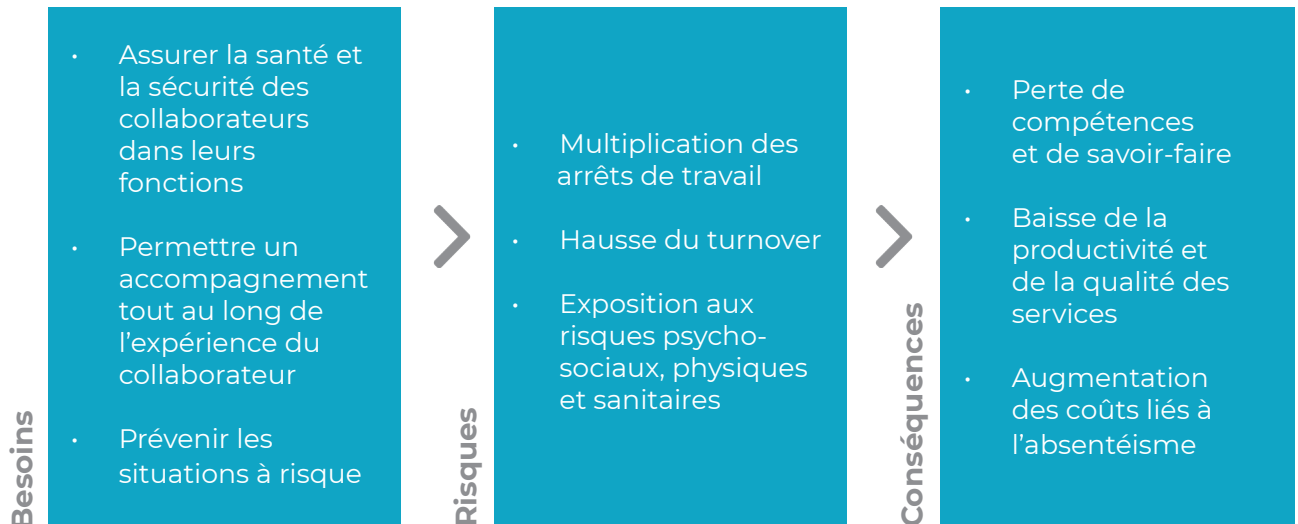 Besoins
• Assurer la santé et
la sécurité des
collaborateurs
dans leurs
fonctions
• Permettre un
accompagnement
tout au long de
l’expérience du
collaborateur
• Prévenir les
situations à risque
Risques
• Multiplication des
arrêts de travail
• Hausse du turnover
• Exposition aux
risques psycho-
sociaux, physiques
et sanitaires
Conséquences
• Perte de
compétences
et de savoir-faire
• Baisse de la
productivité et
de la qualité des
services
• Augmentation
des coûts liés à
l’absentéisme